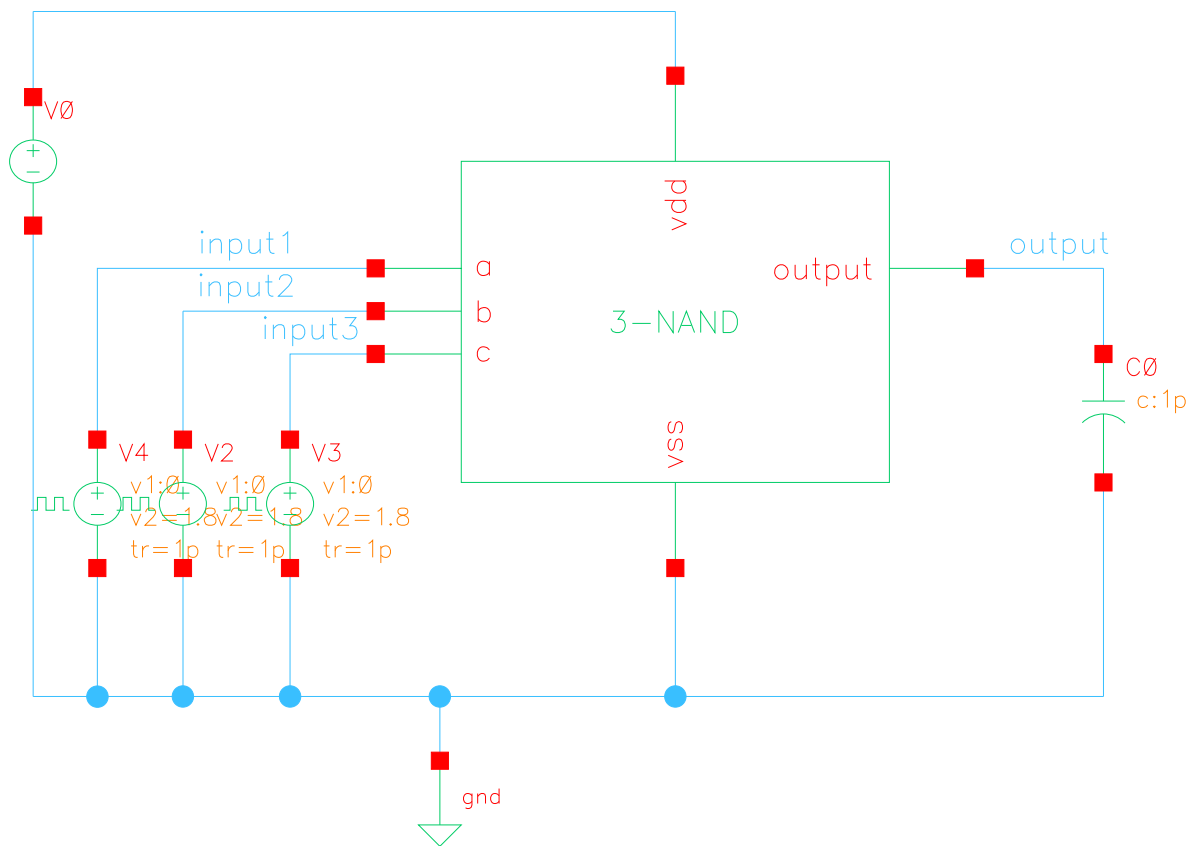 V0
vdd
input1
a
output
output
input2
b
3-NAND
input3
c
C0
c:1p
vss
V4
V2
V3
v1:0
v1:0
v1:0
v2=1.8
v2=1.8
v2=1.8
tr=1p
tr=1p
tr=1p
gnd